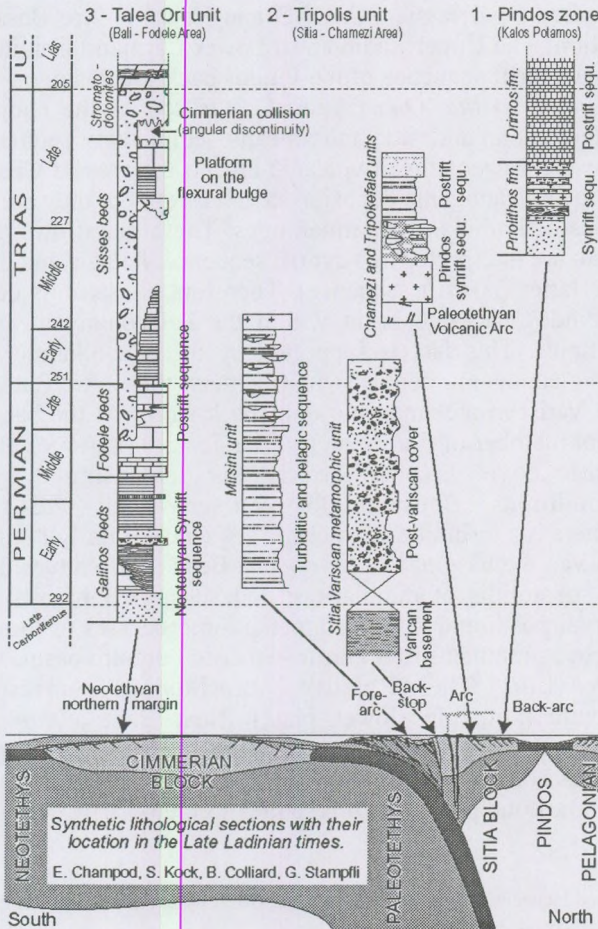 3 - Talea Ori unit
(Bali - Fodele Area)
2 - Tripolis unit
(Sitia - Chamezi Area)
1 - Pindos zone
(Kalos Potamos)
JU.
Lias
205
TRIAS
Late
227
Middle
242
Early
251
PERMIAN
Late
Middle
Early
292
Late
Carboniferous
Stromato-
dolomites
Sisses beds
Fodele beds
Galinos beds
Cimmerian collision
(angular discontinuity)
Platform
on the
flexural bulge
Postrift sequence
Neotethyan Synrift
sequence
Mirsini unit
Turbiditic and pelagic sequence
Chamezi and Tripokefala units
Postrift
sequ.
Pindos
synrift sequ.
Paleotethyan
Volcanic Arc
Sitia Variscan metamorphic unit
Post-variscan cover
Varican
basement
Drimos fm.
Postrift sequ.
Priolithos fm.
Synrift sequ.
Neotethyan
northern margin
Fore-
arc
Back-
stop
Arc
Back-arc
NEOTETHYS
CIMMERIAN
BLOCK
PALEOTETHYS
SITIA BLOCK
PINDOS
PELAGONIAN
Synthetic lithological sections with their
location in the Late Ladinian times.
E. Champod, S. Kock, B. Colliard, G. Stampfli
South
North